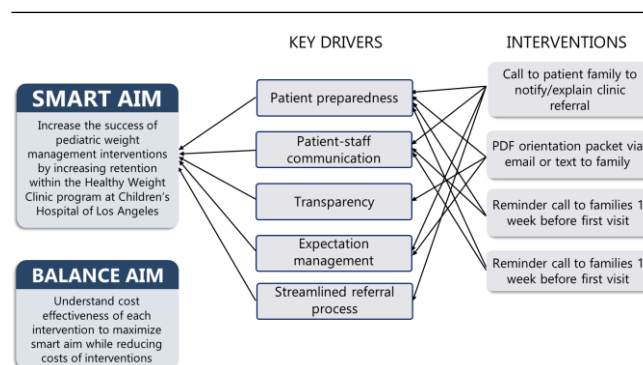 KEY DRIVERS
INTERVENTIONS
SMART AIM
Increase the success of
pediatric weight
management interventions
by increasing retention
within the Healthy Weight
Clinic program at Children's
Hospital of Los Angeles
BALANCE AIM
Understand cost
effectiveness of each
intervention to maximize
smart aim while reducing
costs of interventions
Patient preparedness
Patient-staff
communication
Transparency
Expectation
management
Streamlined referral
process
Call to patient family to
notify/explain clinic
referral
PDF orientation packet via
email or text to family
Reminder call to families 1
week before first visit
Reminder call to families 1
week before first visit